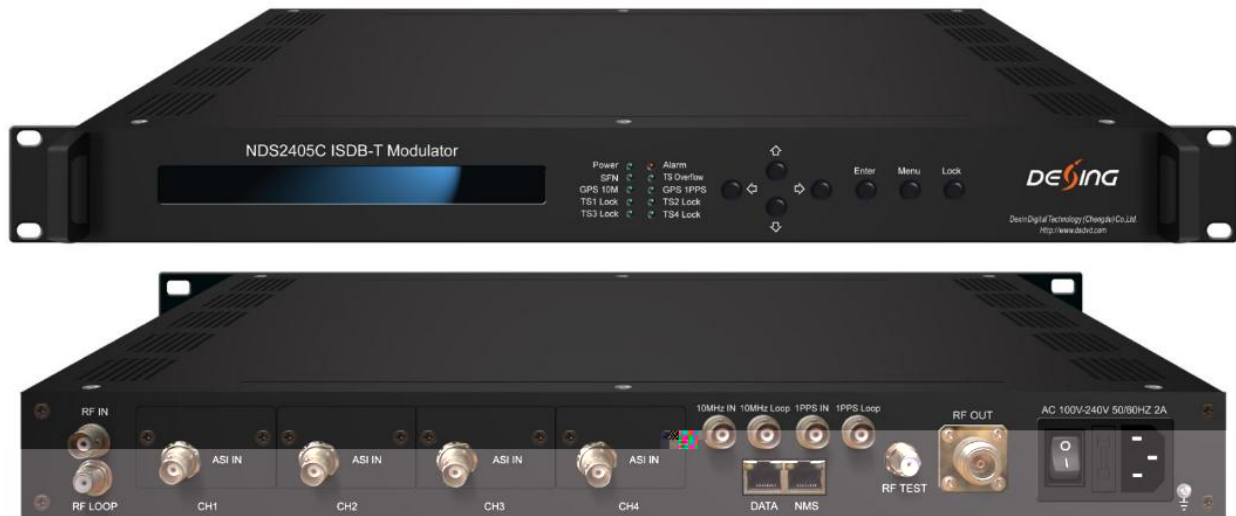 NDS2405C ISDB-T Modulator
Power Alarm
SFN TS Overflow
GPS 10M GPS 1PPS
TS1 Lock TS2 Lock
TS3 Lock TS4 Lock
Enter Menu Lock
DEXING
Dexin Digital Technology (Chengdu) Co.,Ltd.
Http://www.dsdvd.com
RF IN
RF LOOP
ASI IN
CH1
ASI IN
CH2
ASI IN
CH3
ASI IN
CH4
10MHz IN 10MHz Loop 1PPS IN 1PPS Loop
DATA NMS
RF TEST
RF OUT
AC 100V-240V 50/60HZ 2A
O
I